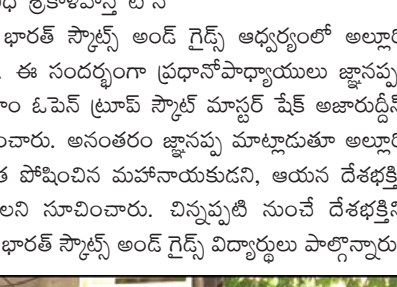 శ్రీకాళహస్తి టౌన్
భారత్ స్కౌట్స్ అండ్ గైడ్స్ ఆధ్వర్యంలో అల్లూరి
. ఈ సందర్భంగా ప్రధానోపాధ్యాయులు జ్ఞానప్ప
ఓపెన్ ట్రూప్ స్కౌట్ మాస్టర్ షేక్ అజారుద్దీన్
చారు. అనంతరం జ్ఞానప్ప మాట్లాడుతూ అల్లూరి
పోషించిన మహానాయకుడని, ఆయన దేశభక్తి
లని సూచించారు. చిన్నప్పటి నుంచే దేశభక్తిని
భారత్ స్కౌట్స్ అండ్ గైడ్స్ విద్యార్థులు పాల్గొన్నారు